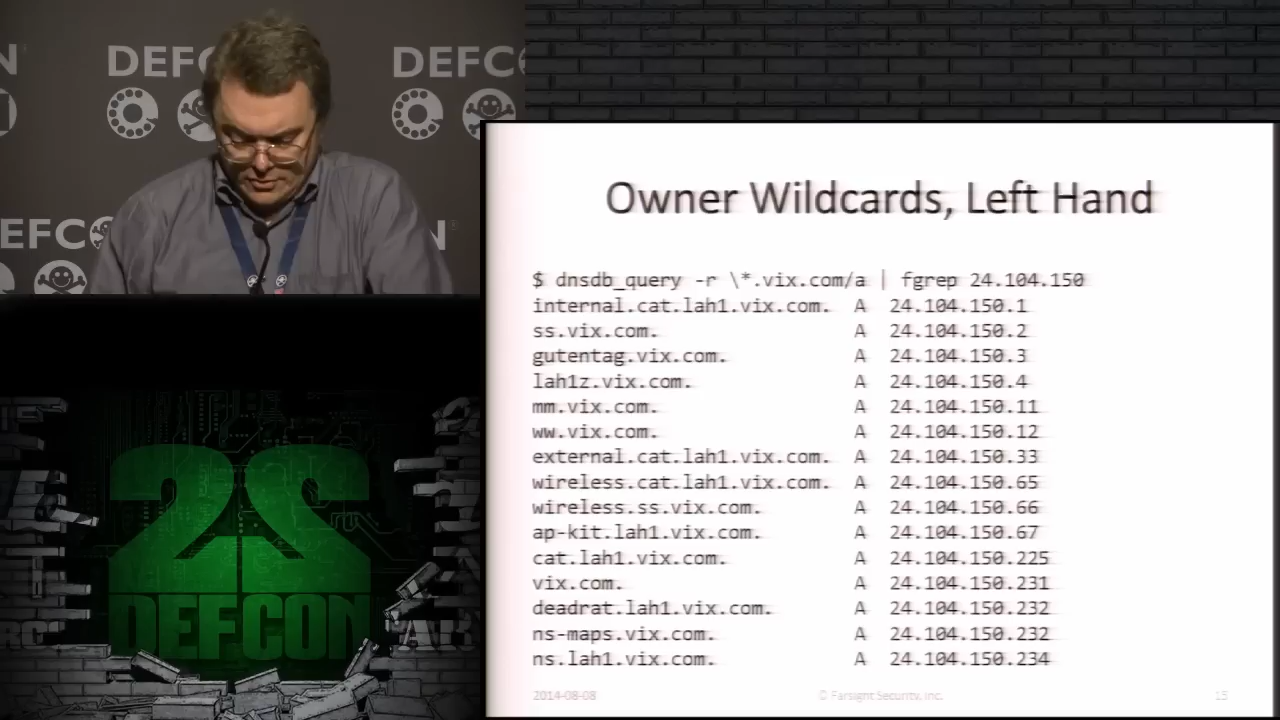 DEFCON
DEFC
EFC
N
22
DEFCON
Owner Wildcards, Left Hand
$ dnsdb_query -r \*.vix.com/a | fgrep 24.104.150
internal.cat.lah1.vix.com. A 24.104.150.1
ss.vix.com. A 24.104.150.2
gutentag.vix.com. A 24.104.150.3
lah1z.vix.com. A 24.104.150.4
mm.vix.com. A 24.104.150.11
ww.vix.com. A 24.104.150.12
external.cat.lah1.vix.com. A 24.104.150.33
wireless.cat.lah1.vix.com. A 24.104.150.65
wireless.ss.vix.com. A 24.104.150.66
ap-kit.lah1.vix.com. A 24.104.150.67
cat.lah1.vix.com. A 24.104.150.225
vix.com. A 24.104.150.231
deadrat.lah1.vix.com. A 24.104.150.232
ns-maps.vix.com. A 24.104.150.232
ns.lah1.vix.com. A 24.104.150.234
2014-08-08 © Farsight Security, Inc. 15